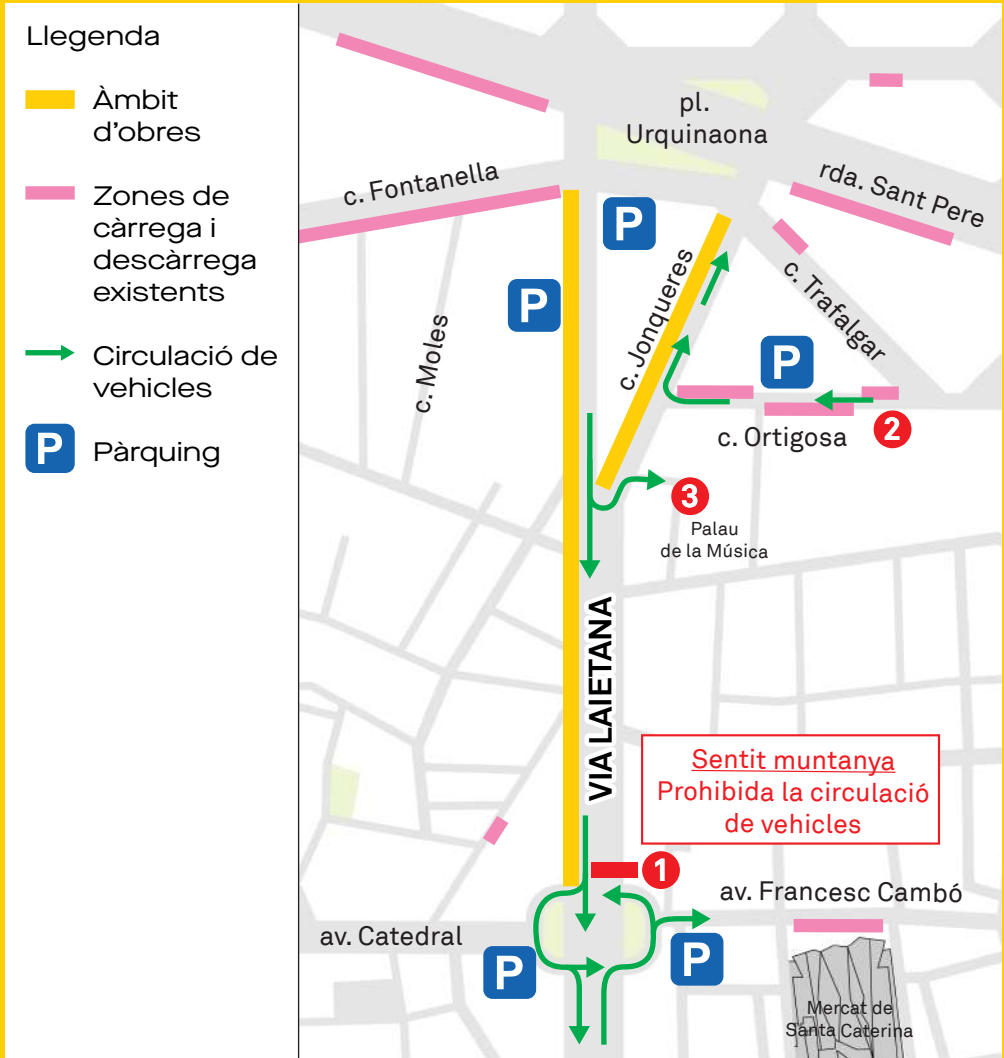 Llegenda
Àmbit
d'obres
Zones de
càrrega i
descàrrega
existents
Circulació de
vehicles
P
Pàrquing
pl.
Urquinaona
c. Fontanella
rda. Sant Pere
P
P
c. Jonqueres
c. Trafalgar
c. Moles
P
c. Ortigosa
2
3
Palau
de la Música
VIA LAIETANA
Sentit muntanya
Prohibida la circulació
de vehicles
1
av. Francesc Cambó
av. Catedral
P
P
Mercat de
Santa Caterina